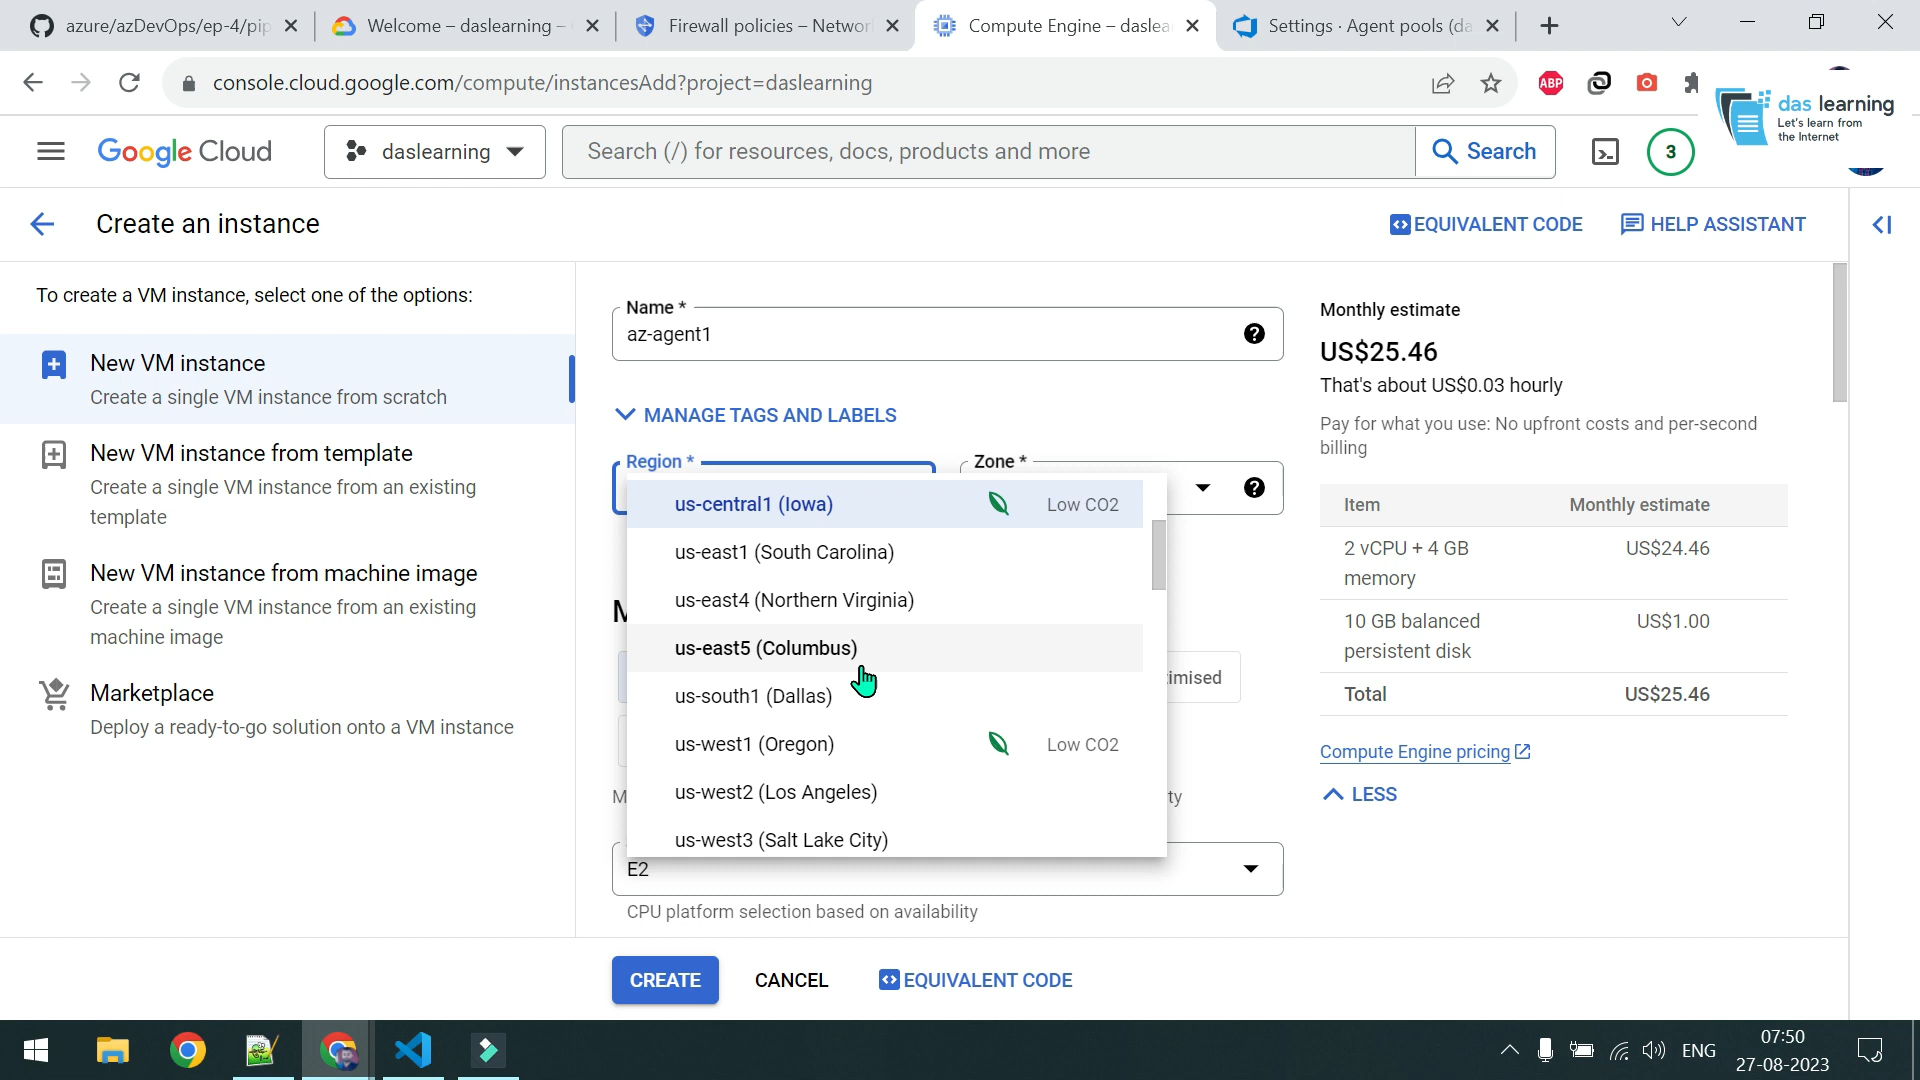 azure/azDevOps/ep-4/pip
Welcome – daslearning –
Firewall policies – Networ
Compute Engine – daslea
Settings · Agent pools (da
console.cloud.google.com/compute/instancesAdd?project=daslearning
ABP
das learning
Let's learn from
the Internet
Google Cloud
daslearning
Search (/) for resources, docs, products and more
Search
3
Create an instance
EQUIVALENT CODE
HELP ASSISTANT
To create a VM instance, select one of the options:
New VM instance
Create a single VM instance from scratch
New VM instance from template
Create a single VM instance from an existing
template
New VM instance from machine image
Create a single VM instance from an existing
machine image
Marketplace
Deploy a ready-to-go solution onto a VM instance
Name *
az-agent1
MANAGE TAGS AND LABELS
Region *
Zone *
us-central1 (Iowa)
Low CO2
us-east1 (South Carolina)
us-east4 (Northern Virginia)
us-east5 (Columbus)
us-south1 (Dallas)
us-west1 (Oregon)
Low CO2
us-west2 (Los Angeles)
us-west3 (Salt Lake City)
M
imised
M
ty
E2
CPU platform selection based on availability
Monthly estimate
US$25.46
That's about US$0.03 hourly
Pay for what you use: No upfront costs and per-second
billing
Item
Monthly estimate
2 vCPU + 4 GB
memory
US$24.46
10 GB balanced
persistent disk
US$1.00
Total
US$25.46
Compute Engine pricing
LESS
CREATE
CANCEL
EQUIVALENT CODE
ENG
07:50
27-08-2023